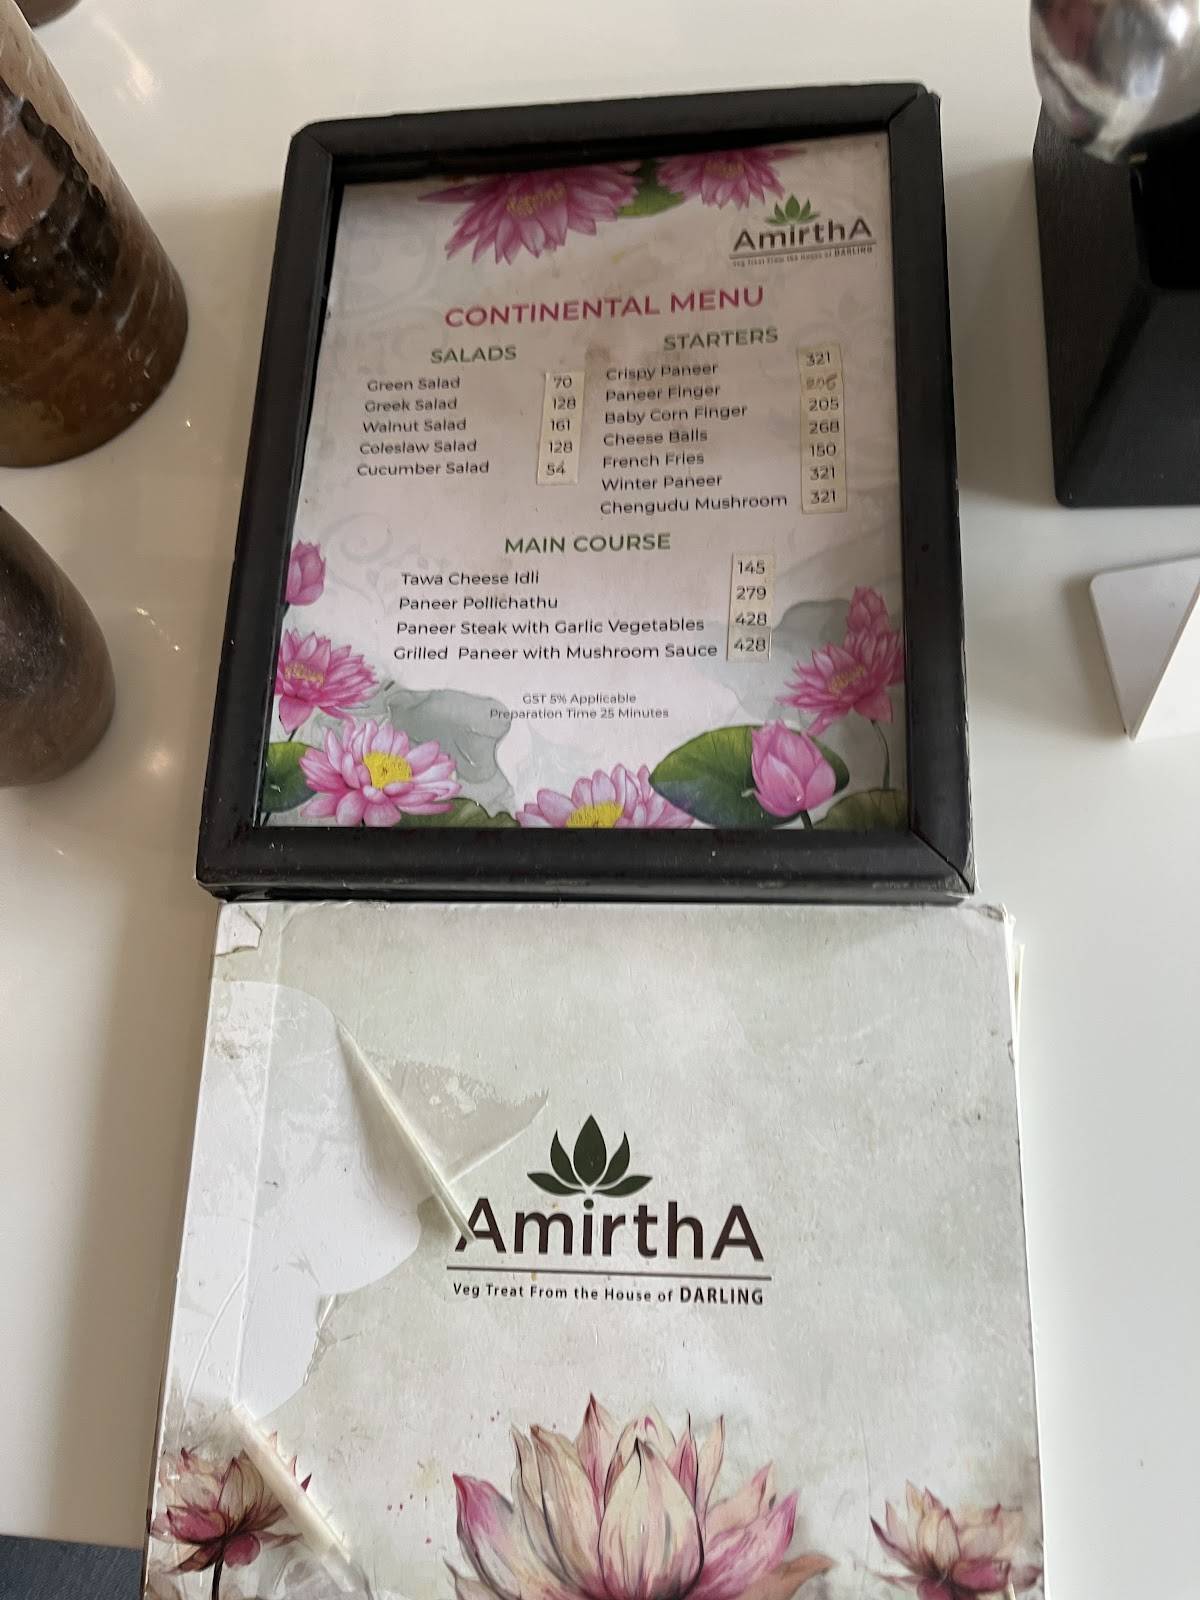 AmirthA
Veg Treat From the House of DARLING
CONTINENTAL MENU
SALADS
Green Salad 70
Greek Salad 128
Walnut Salad 161
Coleslaw Salad 128
Cucumber Salad 54
STARTERS
Crispy Paneer 321
Paneer Finger
Baby Corn Finger 205
Cheese Balls 268
French Fries 150
Winter Paneer 321
Chengudu Mushroom 321
MAIN COURSE
Tawa Cheese Idli 145
Paneer Pollichathu 279
Paneer Steak with Garlic Vegetables 428
Grilled Paneer with Mushroom Sauce 428
GST 5% Applicable
Preparation Time 25 Minutes
AmirthA
Veg Treat From the House of DARLING